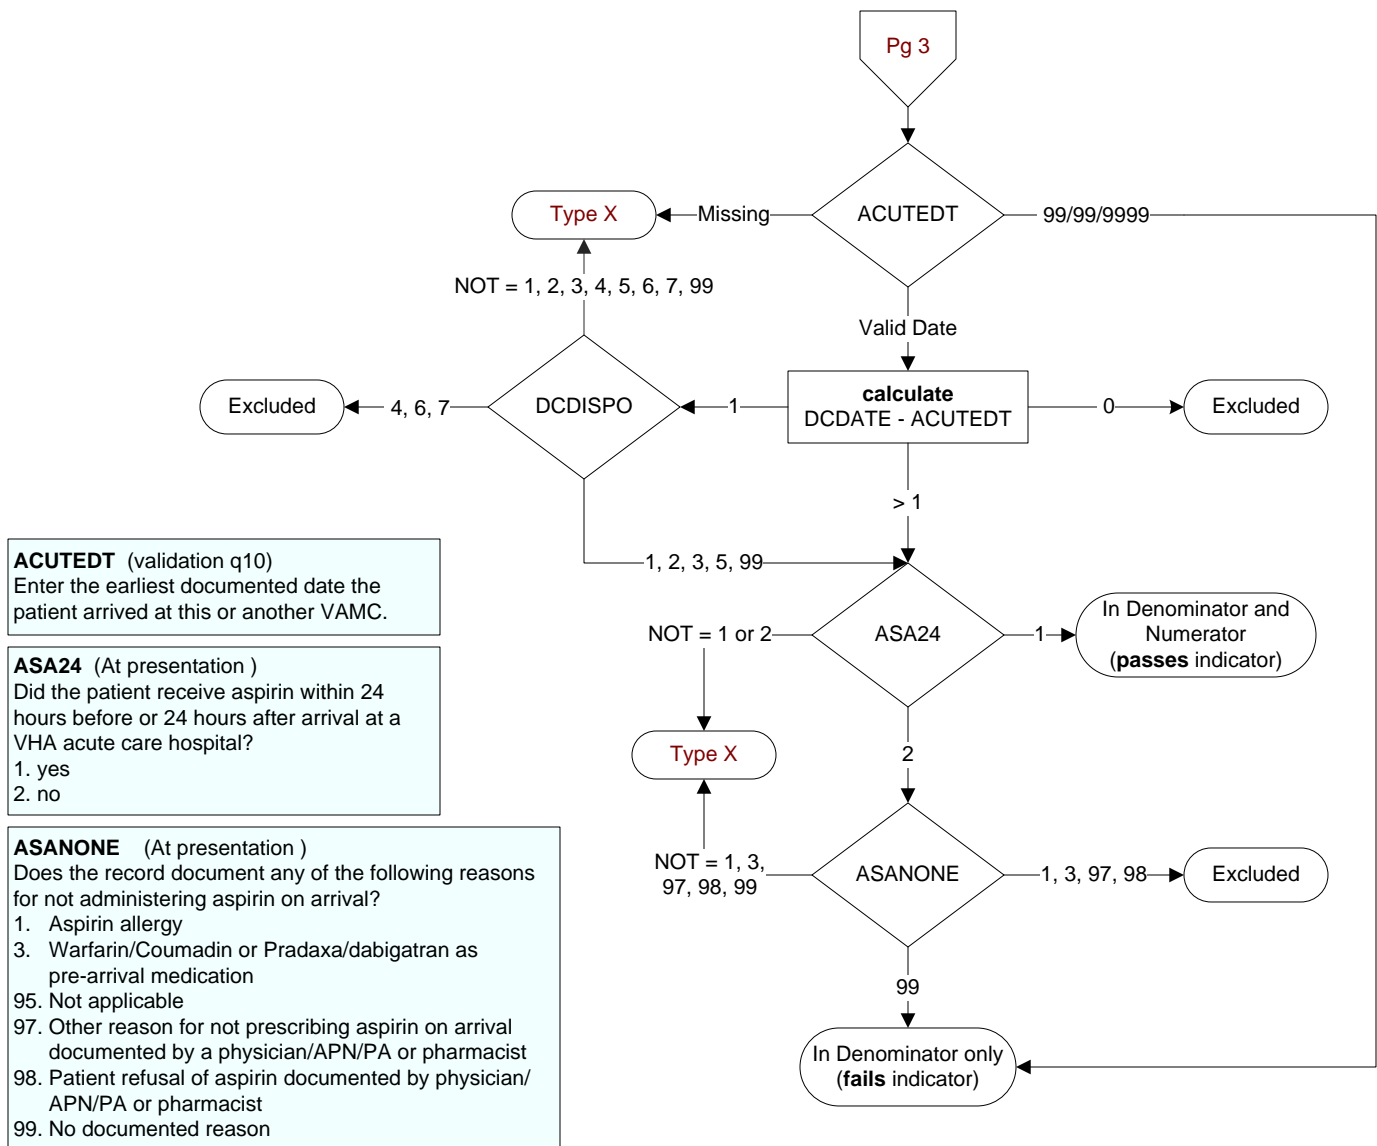 Pg 3
ACUTEDT
Missing
Type X
99/99/9999
NOT = 1, 2, 3, 4, 5, 6, 7, 99
Valid Date
calculate
DCDATE - ACUTEDT
1
DCDISPO
4, 6, 7
Excluded
0
Excluded
> 1
1, 2, 3, 5, 99
ASA24
NOT = 1 or 2
1
In Denominator and
Numerator
(passes indicator)
Type X
2
ASANONE
NOT = 1, 3,
97, 98, 99
1, 3, 97, 98
Excluded
99
In Denominator only
(fails indicator)
ACUTEDT (validation q10)
Enter the earliest documented date the
patient arrived at this or another VAMC.
ASA24 (At presentation )
Did the patient receive aspirin within 24
hours before or 24 hours after arrival at a
VHA acute care hospital?
1. yes
2. no
ASANONE (At presentation )
Does the record document any of the following reasons
for not administering aspirin on arrival?
1. Aspirin allergy
3. Warfarin/Coumadin or Pradaxa/dabigatran as
pre-arrival medication
95. Not applicable
97. Other reason for not prescribing aspirin on arrival
documented by a physician/APN/PA or pharmacist
98. Patient refusal of aspirin documented by physician/
APN/PA or pharmacist
99. No documented reason